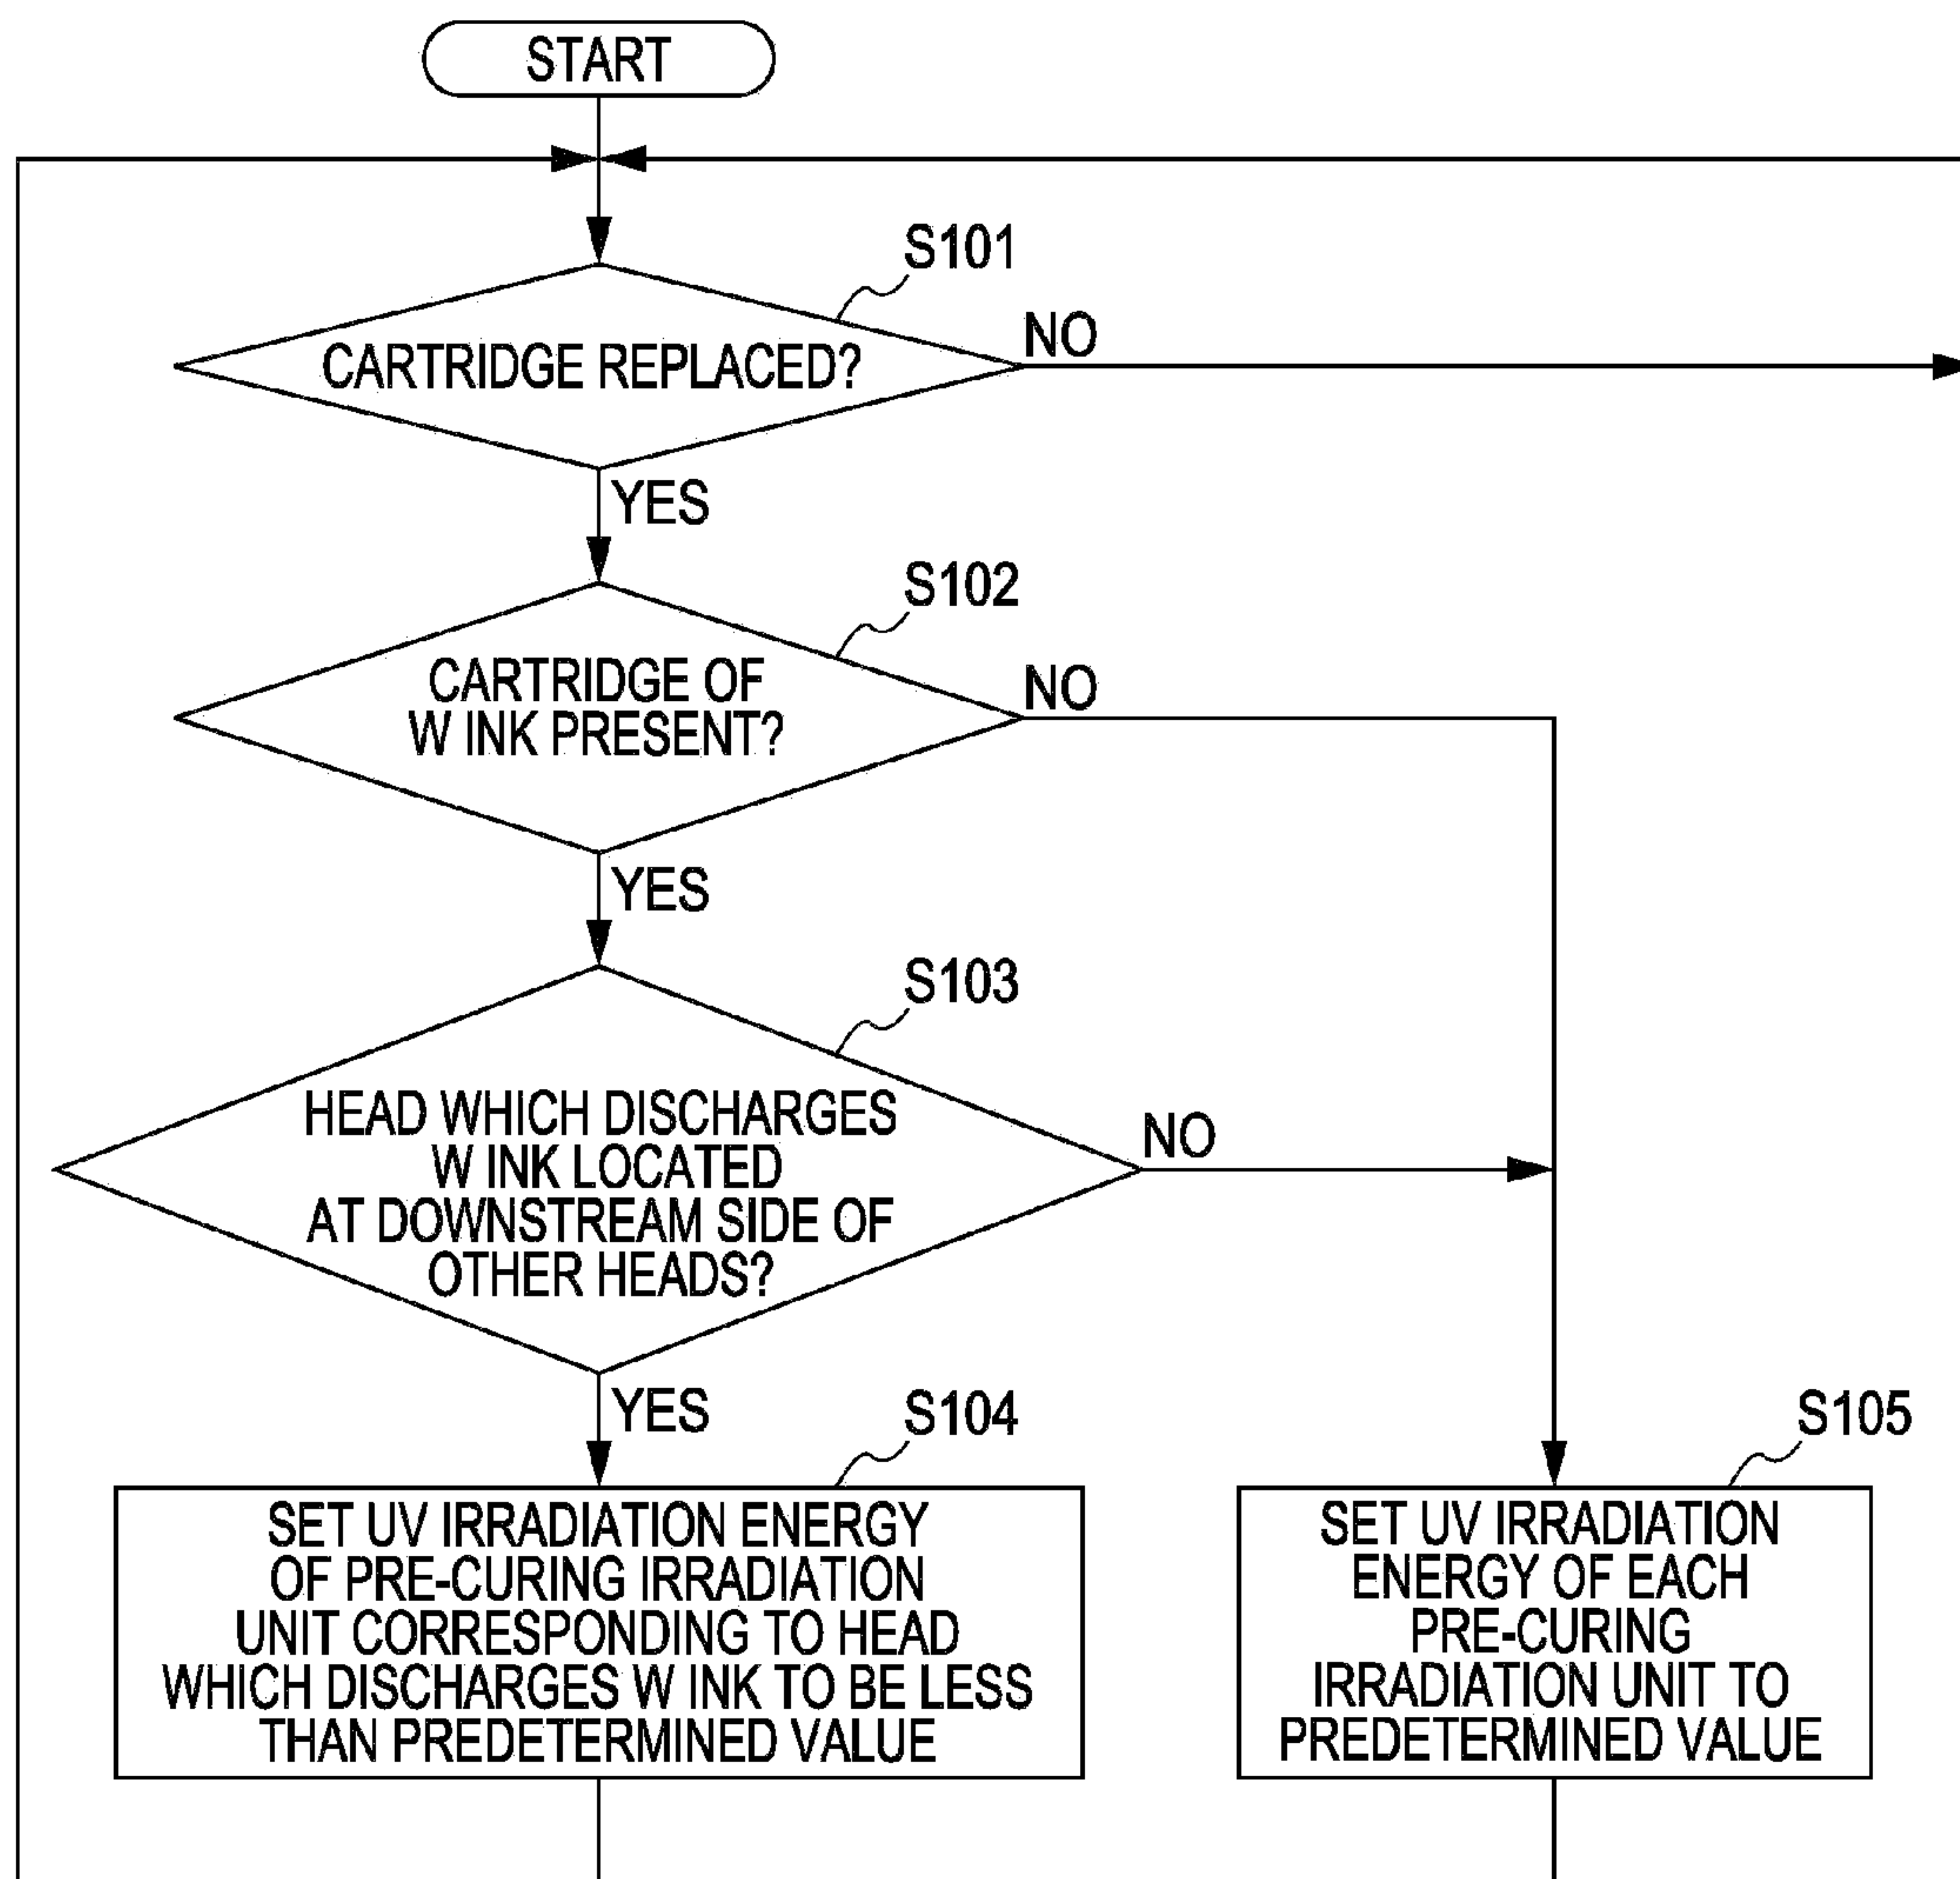 START
S101
CARTRIDGE REPLACED?
NO
YES
S102
CARTRIDGE OF
W INK PRESENT?
NO
YES
S103
HEAD WHICH DISCHARGES
W INK LOCATED
AT DOWNSTREAM SIDE OF
OTHER HEADS?
NO
YES
S104
SET UV IRRADIATION ENERGY
OF PRE-CURING IRRADIATION
UNIT CORRESPONDING TO HEAD
WHICH DISCHARGES W INK TO BE LESS
THAN PREDETERMINED VALUE
S105
SET UV IRRADIATION
ENERGY OF EACH
PRE-CURING
IRRADIATION UNIT TO
PREDETERMINED VALUE